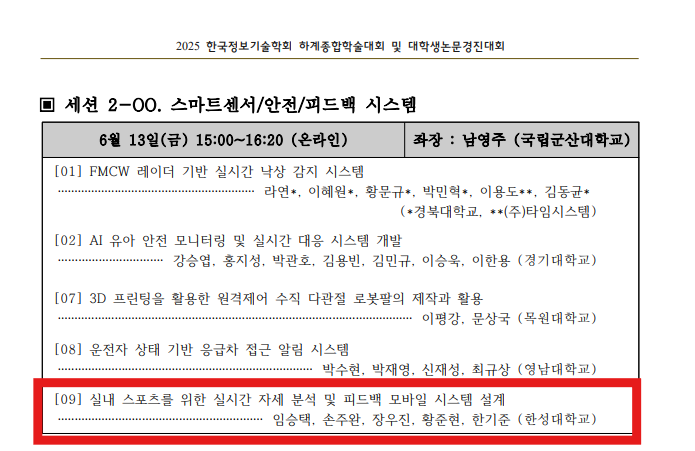 2025 한국정보기술학회 하계종합학술대회 및 대학생논문경진대회
▣ 세션 2-OO. 스마트센서/안전/피드백 시스템
6월 13일(금) 15:00~16:20 (온라인) 좌장 : 남영주 (국립군산대학교)
[01] FMCW 레이더 기반 실시간 낙상 감지 시스템
라연*, 이혜원*, 황문규*, 박민혁*, 이용도**, 김동균*
(*경북대학교, **(주)타임시스템)
[02] AI 유아 안전 모니터링 및 실시간 대응 시스템 개발
강승엽, 홍지성, 박관호, 김용빈, 김민규, 이승욱, 이한용 (경기대학교)
[07] 3D 프린팅을 활용한 원격제어 수직 다관절 로봇팔의 제작과 활용
이평강, 문상국 (목원대학교)
[08] 운전자 상태 기반 응급차 접근 알림 시스템
박수현, 박재영, 신재성, 최규상 (영남대학교)
[09] 실내 스포츠를 위한 실시간 자세 분석 및 피드백 모바일 시스템 설계
임승택, 손주완, 장우진, 황준현, 한기준 (한성대학교)